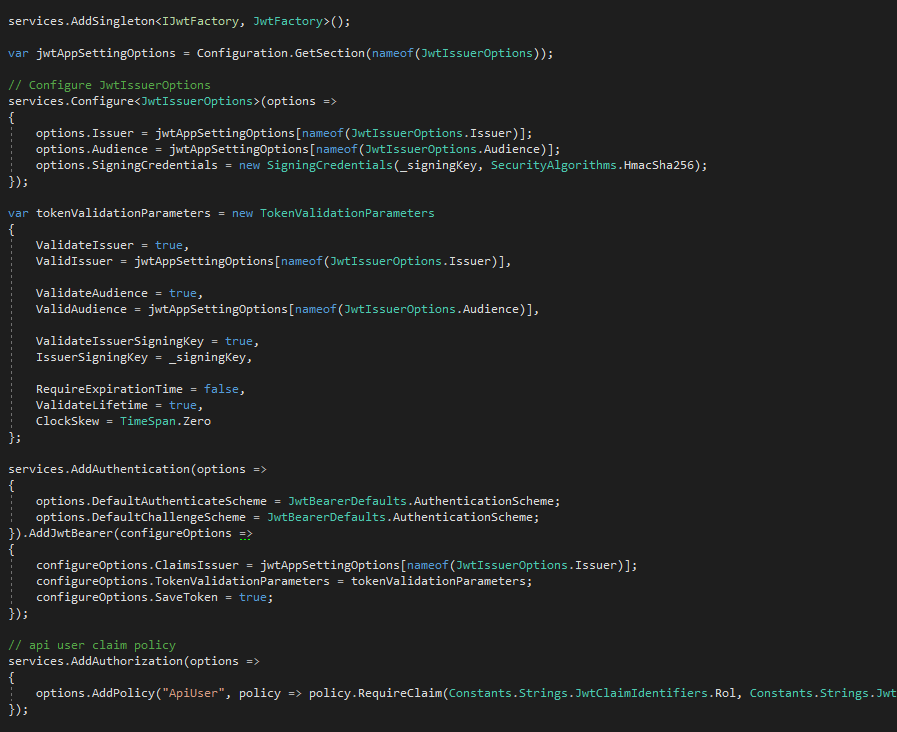 services.AddSingleton<IJwtFactory, JwtFactory>();
var jwtAppSettingOptions = Configuration.GetSection(nameof(JwtIssuerOptions));
// Configure JwtIssuerOptions
services.Configure<JwtIssuerOptions>(options =>
{
options.Issuer = jwtAppSettingOptions[nameof(JwtIssuerOptions.Issuer)];
options.Audience = jwtAppSettingOptions[nameof(JwtIssuerOptions.Audience)];
options.SigningCredentials = new SigningCredentials(_signingKey, SecurityAlgorithms.HmacSha256);
});
var tokenValidationParameters = new TokenValidationParameters
{
ValidateIssuer = true,
ValidIssuer = jwtAppSettingOptions[nameof(JwtIssuerOptions.Issuer)],
ValidateAudience = true,
ValidAudience = jwtAppSettingOptions[nameof(JwtIssuerOptions.Audience)],
ValidateIssuerSigningKey = true,
IssuerSigningKey = _signingKey,
RequireExpirationTime = false,
ValidateLifetime = true,
ClockSkew = TimeSpan.Zero
};
services.AddAuthentication(options =>
{
options.DefaultAuthenticateScheme = JwtBearerDefaults.AuthenticationScheme;
options.DefaultChallengeScheme = JwtBearerDefaults.AuthenticationScheme;
}).AddJwtBearer(configureOptions =>
{
configureOptions.ClaimsIssuer = jwtAppSettingOptions[nameof(JwtIssuerOptions.Issuer)];
configureOptions.TokenValidationParameters = tokenValidationParameters;
configureOptions.SaveToken = true;
});
// api user claim policy
services.AddAuthorization(options =>
{
options.AddPolicy("ApiUser", policy => policy.RequireClaim(Constants.Strings.JwtClaimIdentifiers.Rol, Constants.Strings.Jwt
});